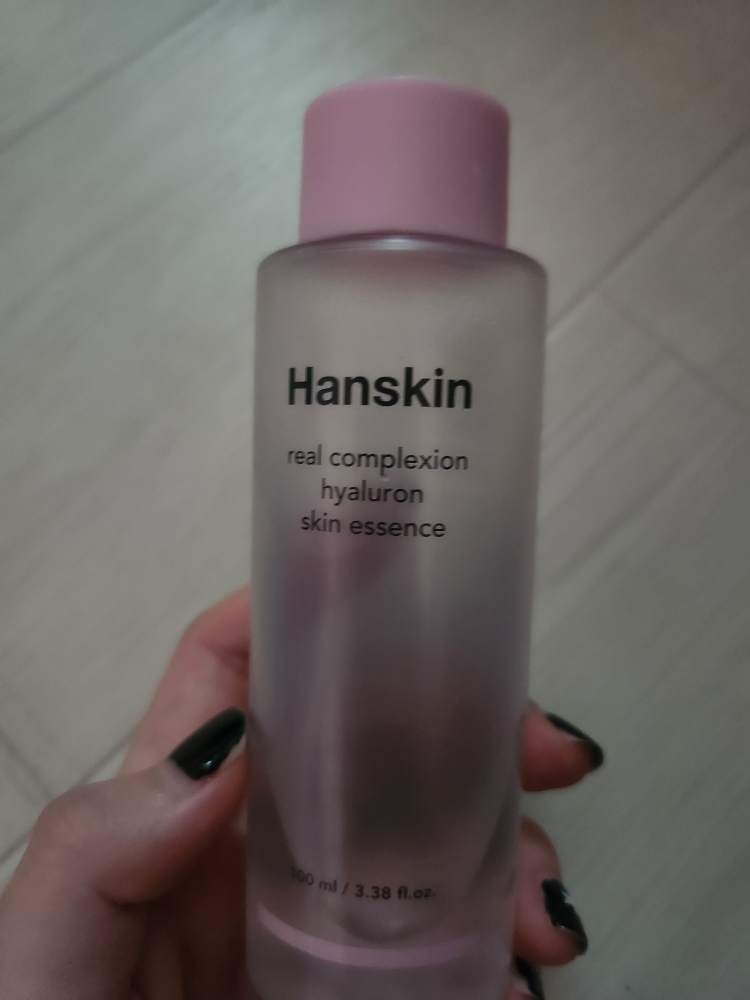 Hanskin
real complexion
hyaluron
skin essence
100 ml / 3.38 fl.oz.